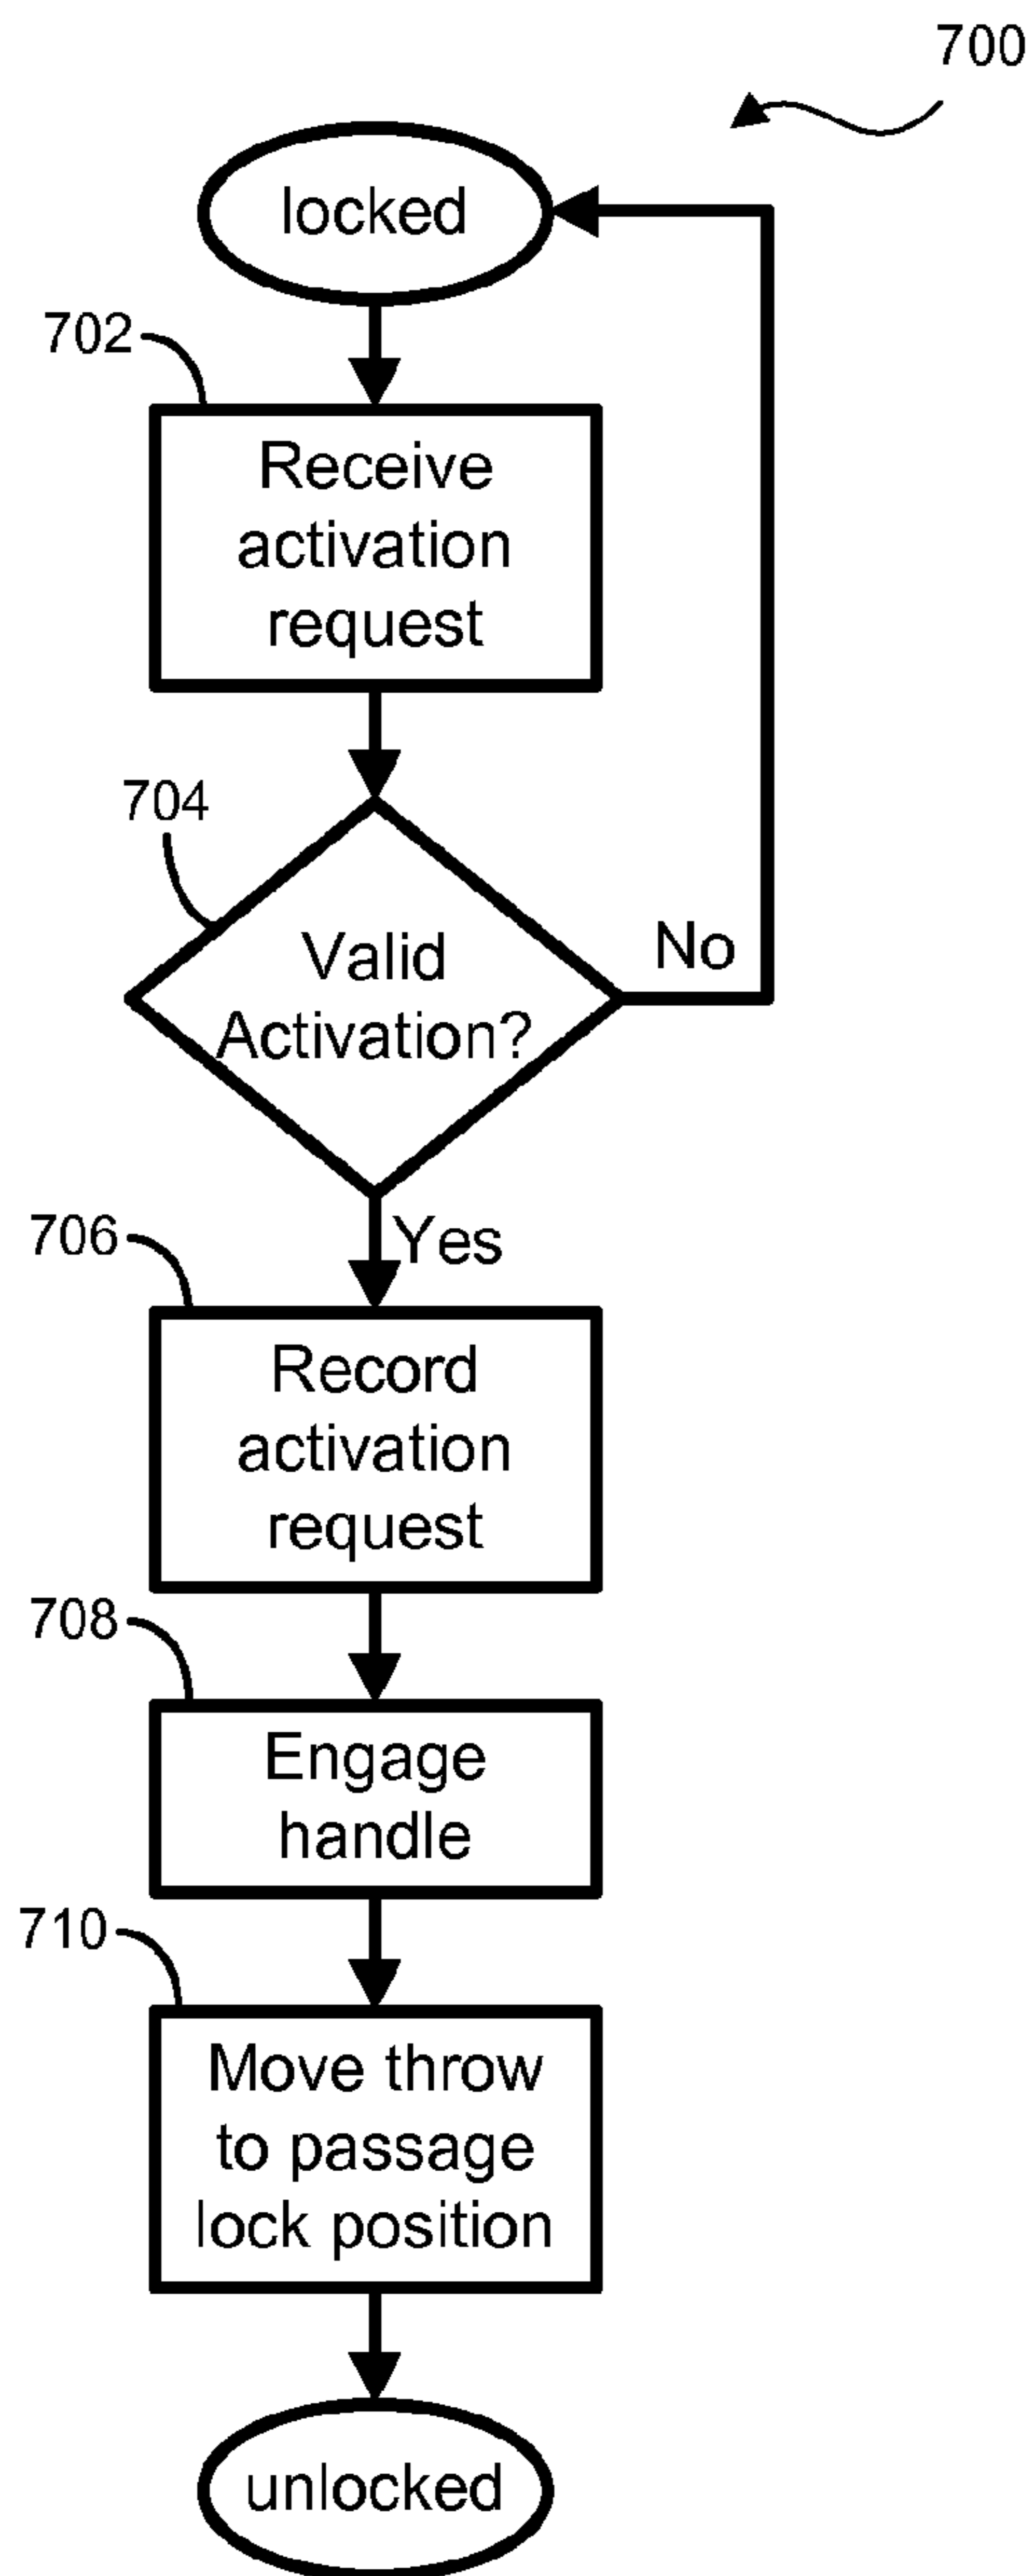 700
locked
702
Receive
activation
request
704
Valid
Activation?
No
Yes
706
Record
activation
request
708
Engage
handle
710
Move throw
to passage
lock position
unlocked